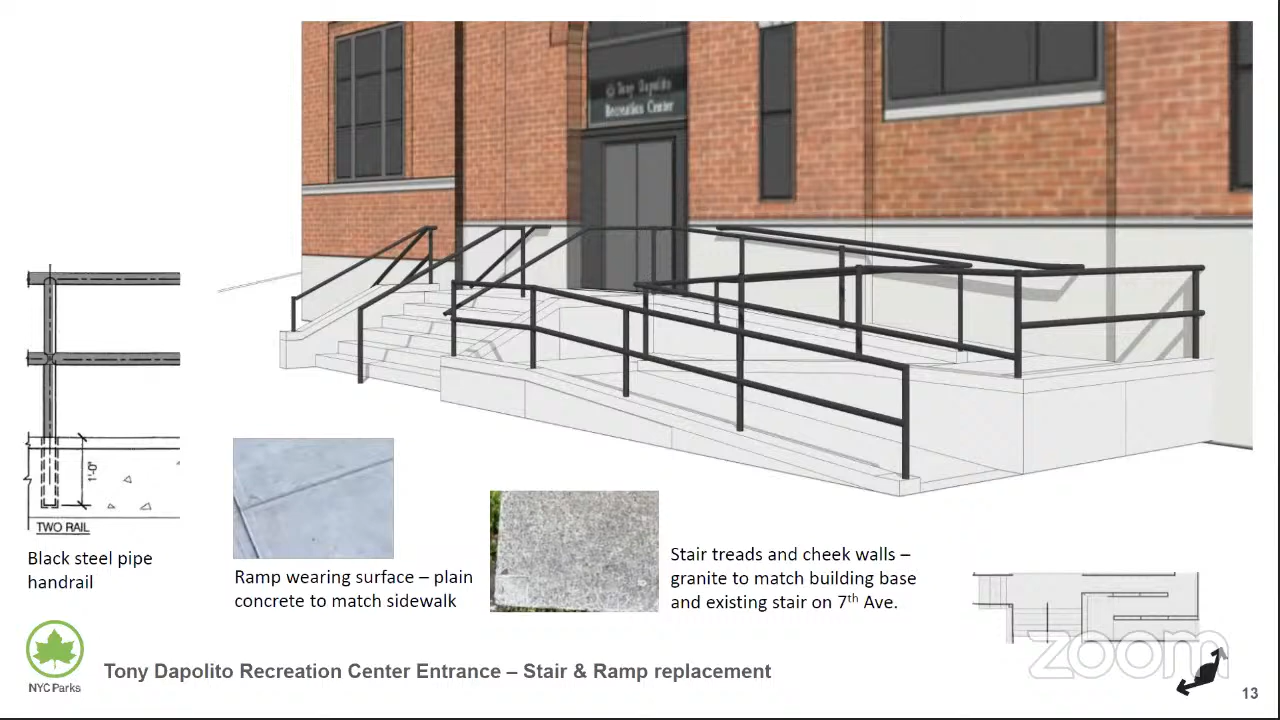 Tony Dapolito
Recreation Center
1'-0"
TWO RAIL
Black steel pipe
handrail
Ramp wearing surface – plain
concrete to match sidewalk
Stair treads and cheek walls –
granite to match building base
and existing stair on 7th Ave.
zoom
NYC Parks
Tony Dapolito Recreation Center Entrance – Stair & Ramp replacement
13